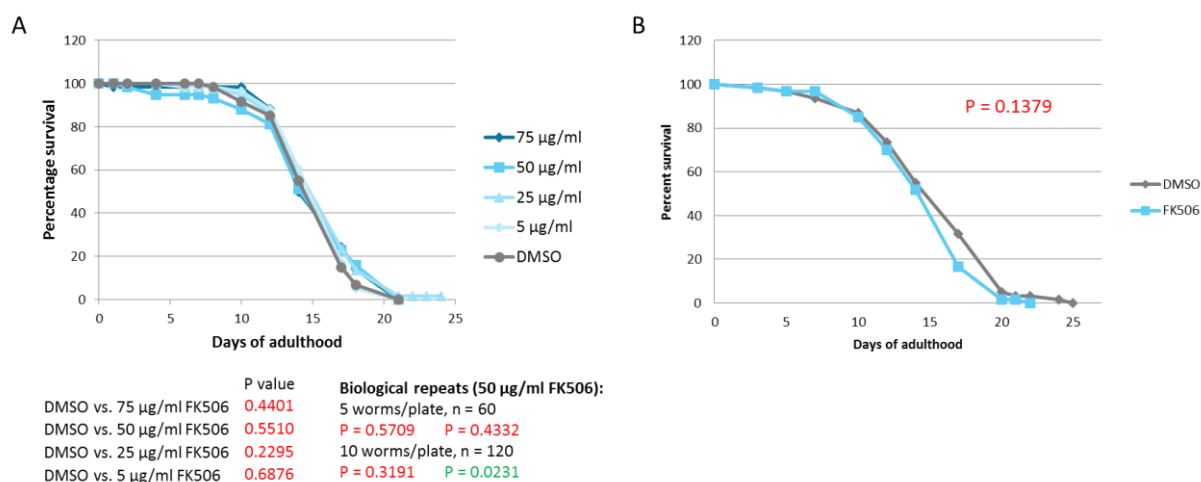 A
120
100
80
60
40
20
0
0 5 10 15 20 25
Percentage survival
Days of adulthood
75 µg/ml
50 µg/ml
25 µg/ml
5 µg/ml
DMSO
P value
DMSO vs. 75 µg/ml FK506 0.4401
DMSO vs. 50 µg/ml FK506 0.5510
DMSO vs. 25 µg/ml FK506 0.2295
DMSO vs. 5 µg/ml FK506 0.6876
Biological repeats (50 µg/ml FK506):
5 worms/plate, n = 60
P = 0.5709 P = 0.4332
10 worms/plate, n = 120
P = 0.3191 P = 0.0231
B
120
100
80
60
40
20
0
0 5 10 15 20 25
Percent survival
Days of adulthood
P = 0.1379
DMSO
FK506